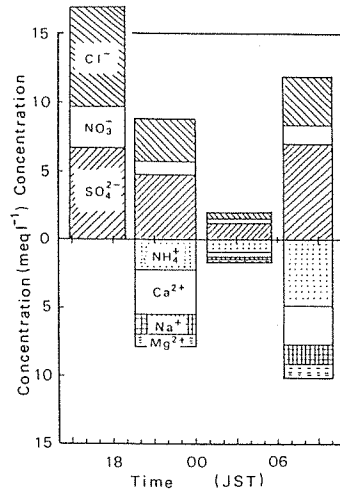 15
10
5
0
5
10
15
Concentration (meq l⁻¹) Concentration
Cl⁻
NO₃⁻
SO₄²⁻
NH₄⁺
Ca²⁺
Na⁺
Mg²⁺
18 00 06
Time (JST)